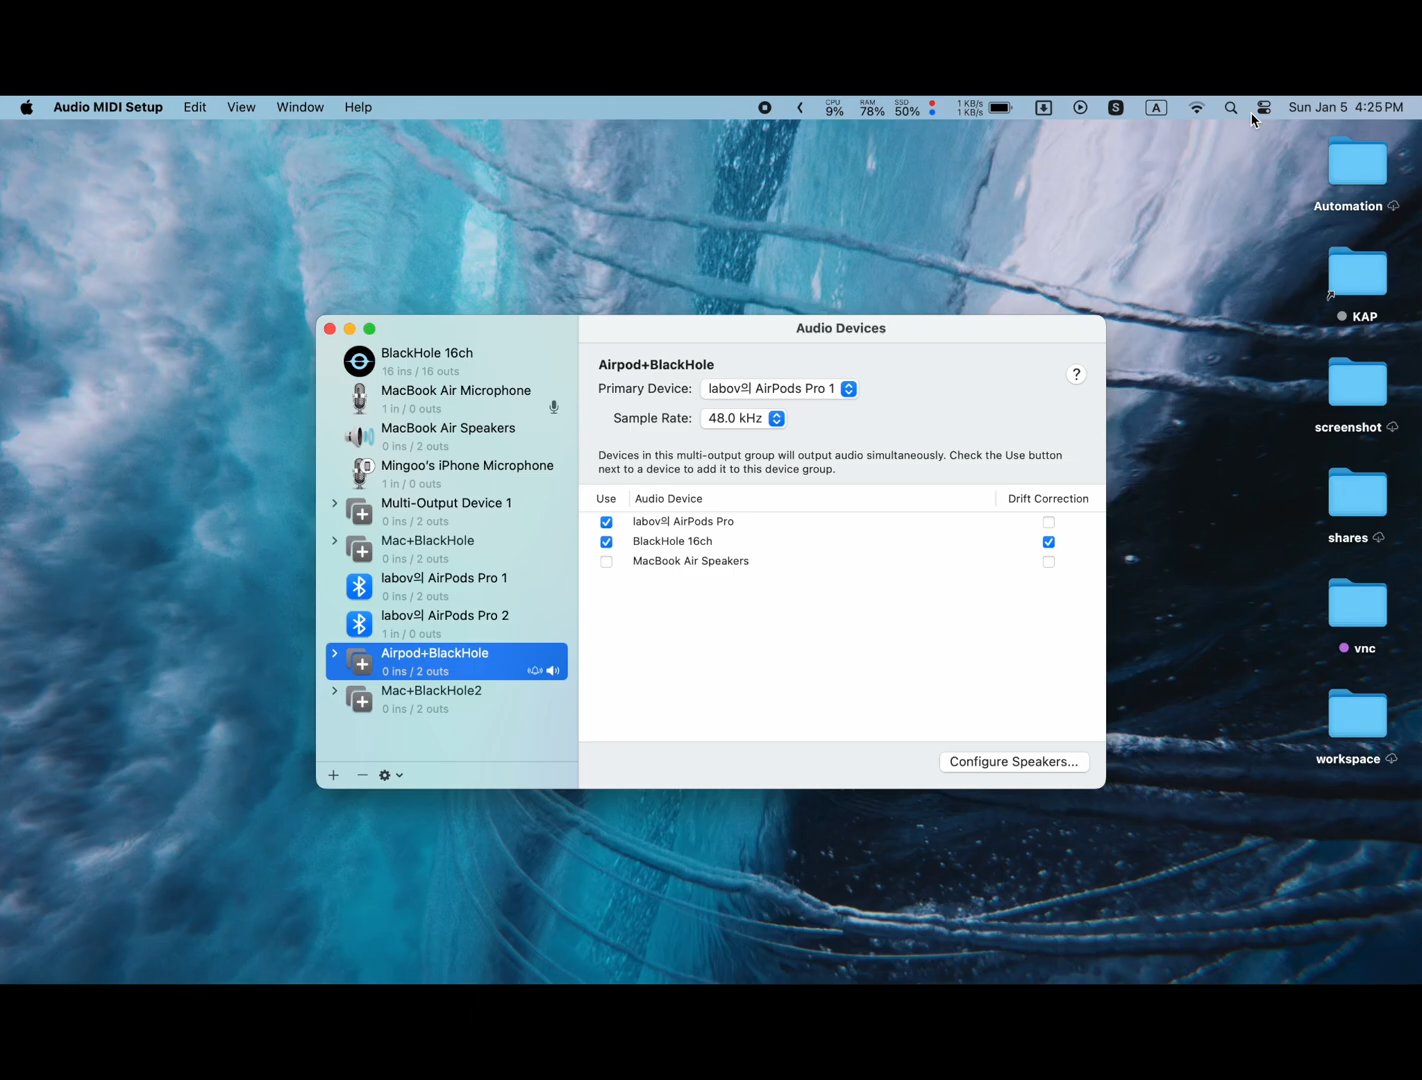 Audio MIDI Setup Edit View Window Help
CPU 9% RAM 78% SSD 50% 1 KB/s 1 KB/s S A Sun Jan 5 4:25 PM
Automation
KAP
screenshot
shares
vnc
workspace
BlackHole 16ch
16 ins / 16 outs
MacBook Air Microphone
1 in / 0 outs
MacBook Air Speakers
0 ins / 2 outs
Mingoo's iPhone Microphone
1 in / 0 outs
Multi-Output Device 1
0 ins / 2 outs
Mac+BlackHole
0 ins / 2 outs
labov의 AirPods Pro 1
0 ins / 2 outs
labov의 AirPods Pro 2
1 in / 0 outs
Airpod+BlackHole
0 ins / 2 outs
Mac+BlackHole2
0 ins / 2 outs
Audio Devices
Airpod+BlackHole
?
Primary Device: labov의 AirPods Pro 1
Sample Rate: 48.0 kHz
Devices in this multi-output group will output audio simultaneously. Check the Use button
next to a device to add it to this device group.
Use Audio Device Drift Correction
labov의 AirPods Pro
BlackHole 16ch
MacBook Air Speakers
Configure Speakers...